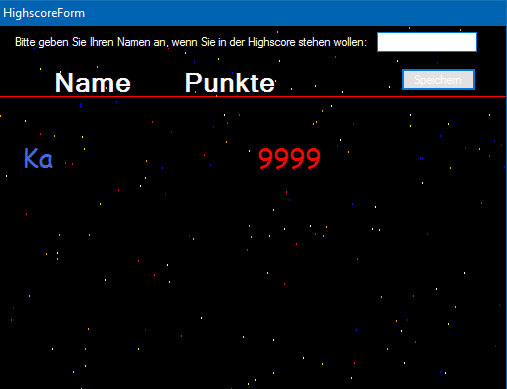 HighscoreForm
Bitte geben Sie Ihren Namen an, wenn Sie in der Highscore stehen wollen:
Name Punkte Speichern
Ka 9999